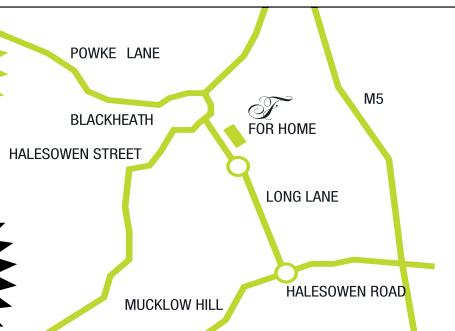 POWKE LANE
M5
BLACKHEATH
F
FOR HOME
HALESOWEN STREET
LONG LANE
HALESOWEN ROAD
MUCKLOW HILL